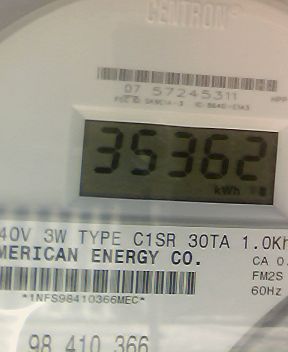 CENTRON®
07 57245311
35362
kWh
40V 3W TYPE C1SR 30TA 1.0Kh
MERICAN ENERGY CO.
CA 0.
FM2S
60Hz
*1NFS98410366MEC*
98 410 366